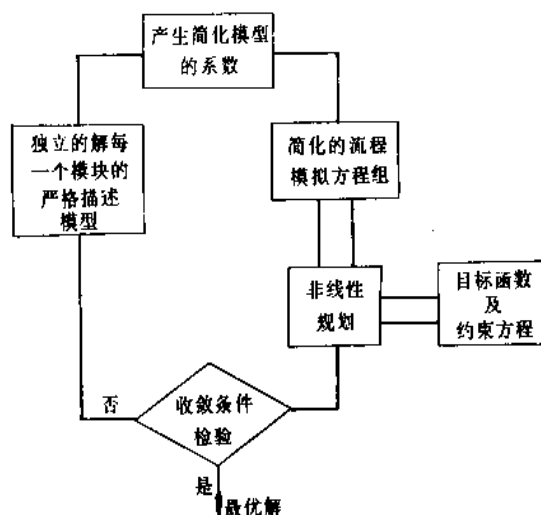 产生简化模型
的系数
独立的解每
一个模块的
严格描述
模型
简化的流程
模拟方程组
非线性
规划
目标函数
及
约束方程
否
收敛条件
检验
是
最优解